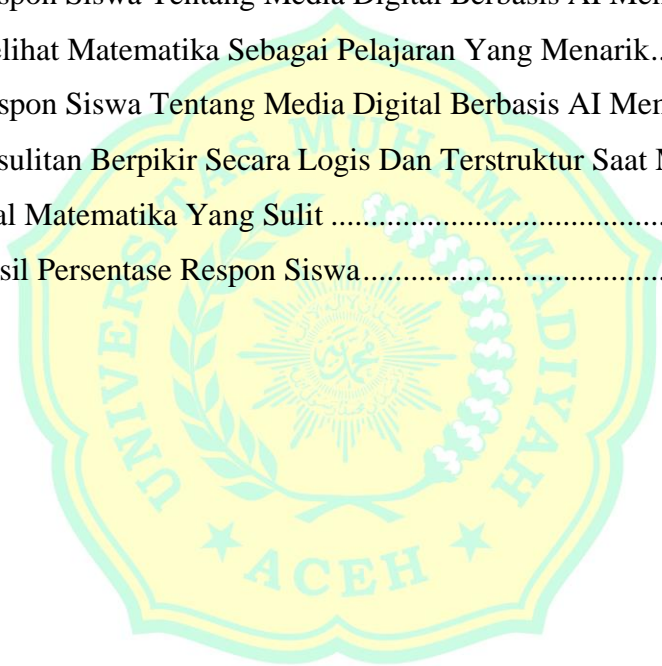 spon Siswa Tentang Media Digital Berbasis AI Men
elihat Matematika Sebagai Pelajaran Yang Menarik..
spon Siswa Tentang Media Digital Berbasis AI Men
sulitan Berpikir Secara Logis Dan Terstruktur Saat M
al Matematika Yang Sulit .....................................
sil Persentase Respon Siswa...................................
UNIVERSITAS MUHAMMADIYAH
ACEH